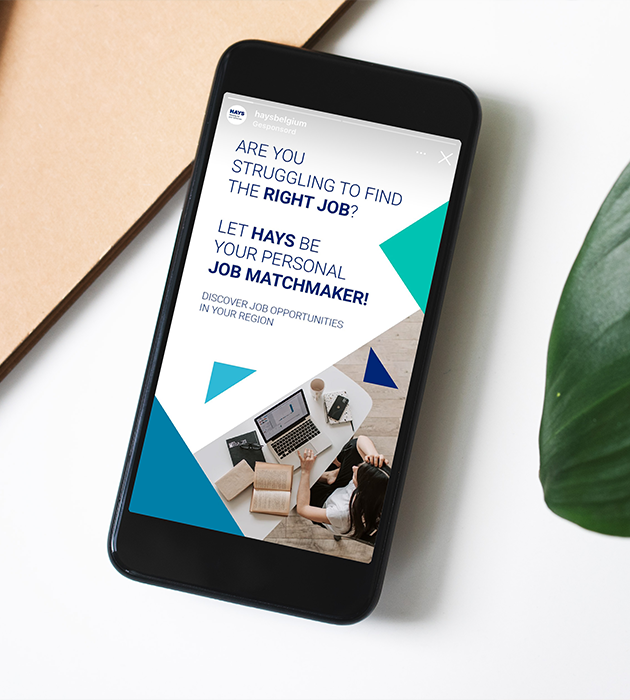 HAYS
haysbelgium
Gesponsord
ARE YOU
STRUGGLING TO FIND
THE RIGHT JOB?
LET HAYS BE
YOUR PERSONAL
JOB MATCHMAKER!
DISCOVER JOB OPPORTUNITIES
IN YOUR REGION